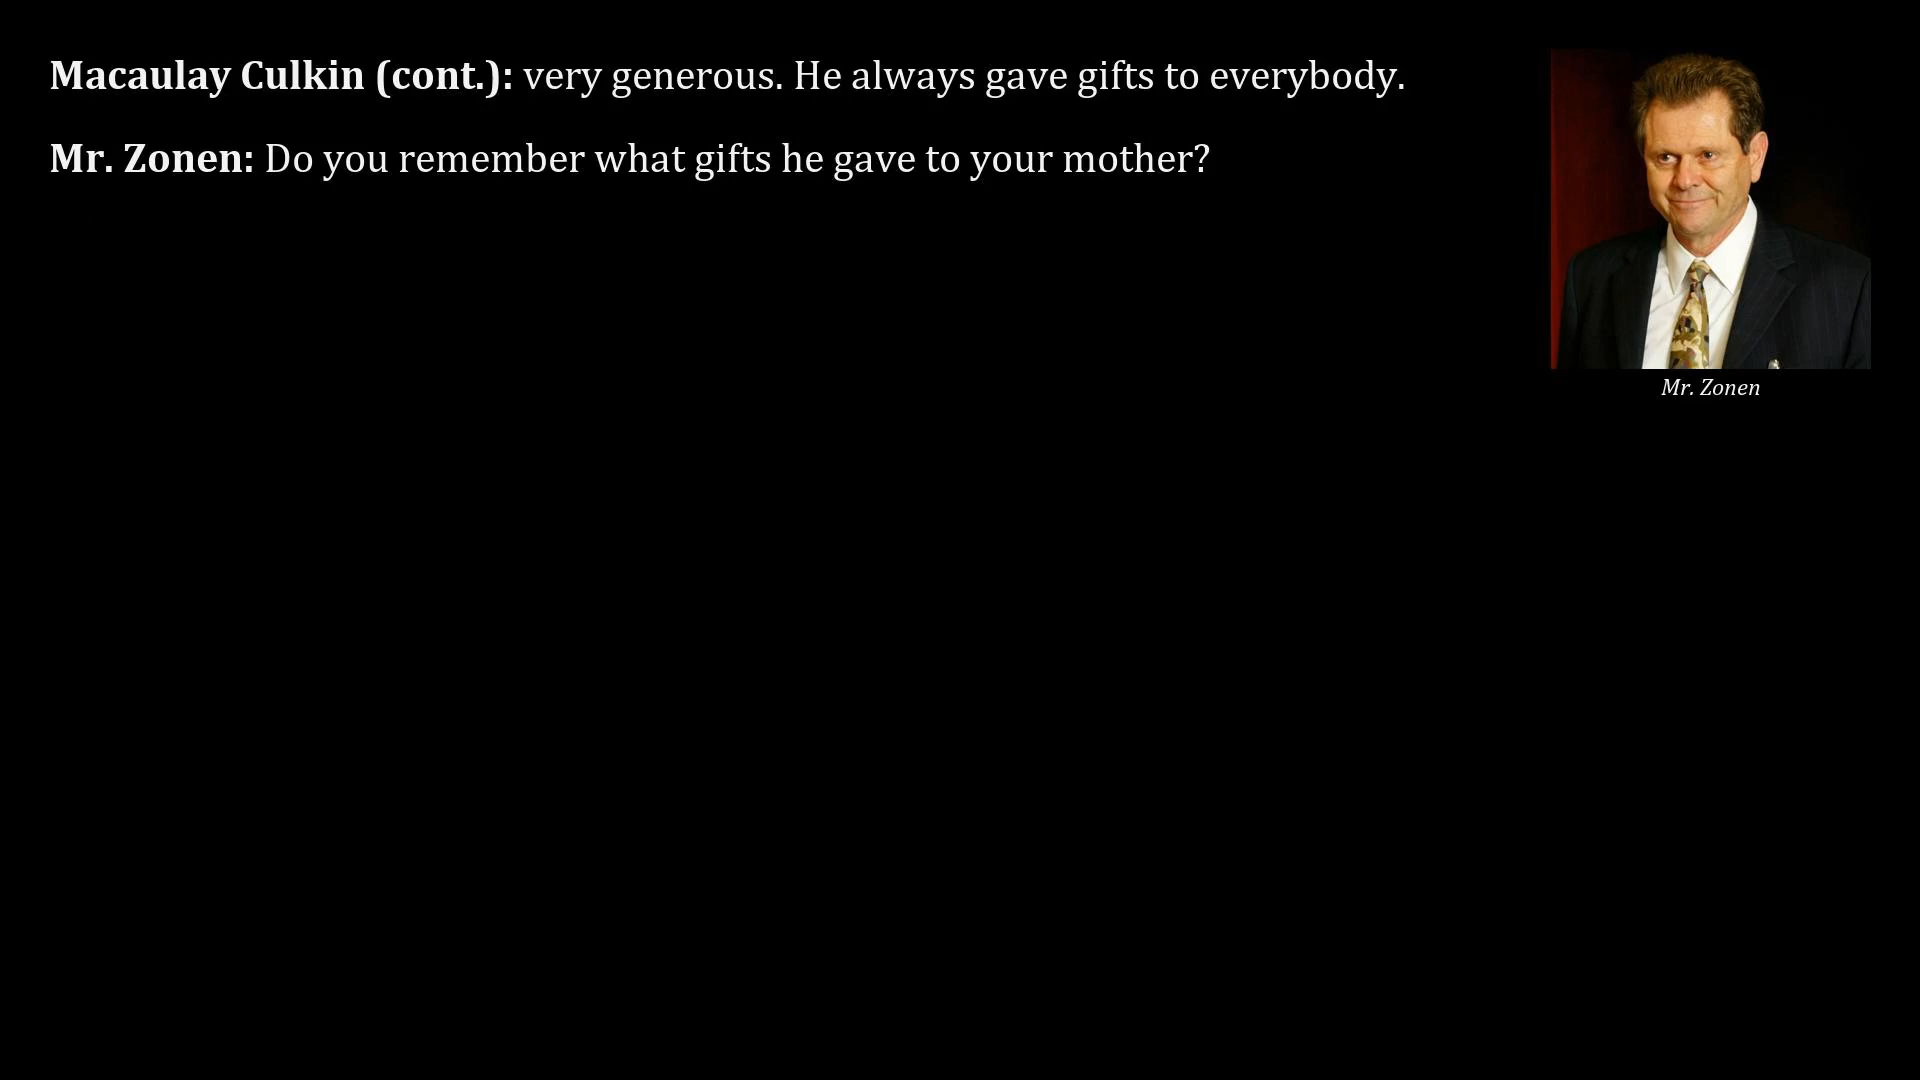 Macaulay Culkin (cont.): very generous. He always gave gifts to everybody.
Mr. Zonen: Do you remember what gifts he gave to your mother?
Mr. Zonen